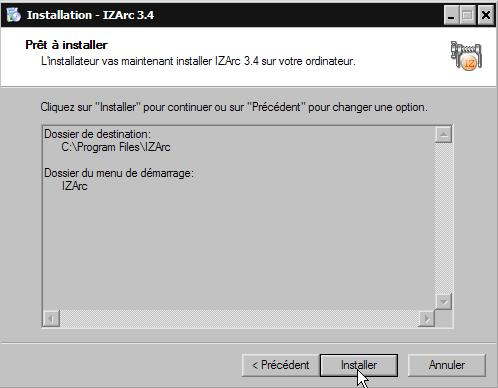 Installation - IZArc 3.4
Prêt à installer
L'installateur vas maintenant installer IZArc 3.4 sur votre ordinateur.
IZ
Cliquez sur "Installer" pour continuer ou sur "Précédent" pour changer une option.
Dossier de destination:
C:\Program Files\IZArc
Dossier du menu de démarrage:
IZArc
< Précédent
Installer
Annuler